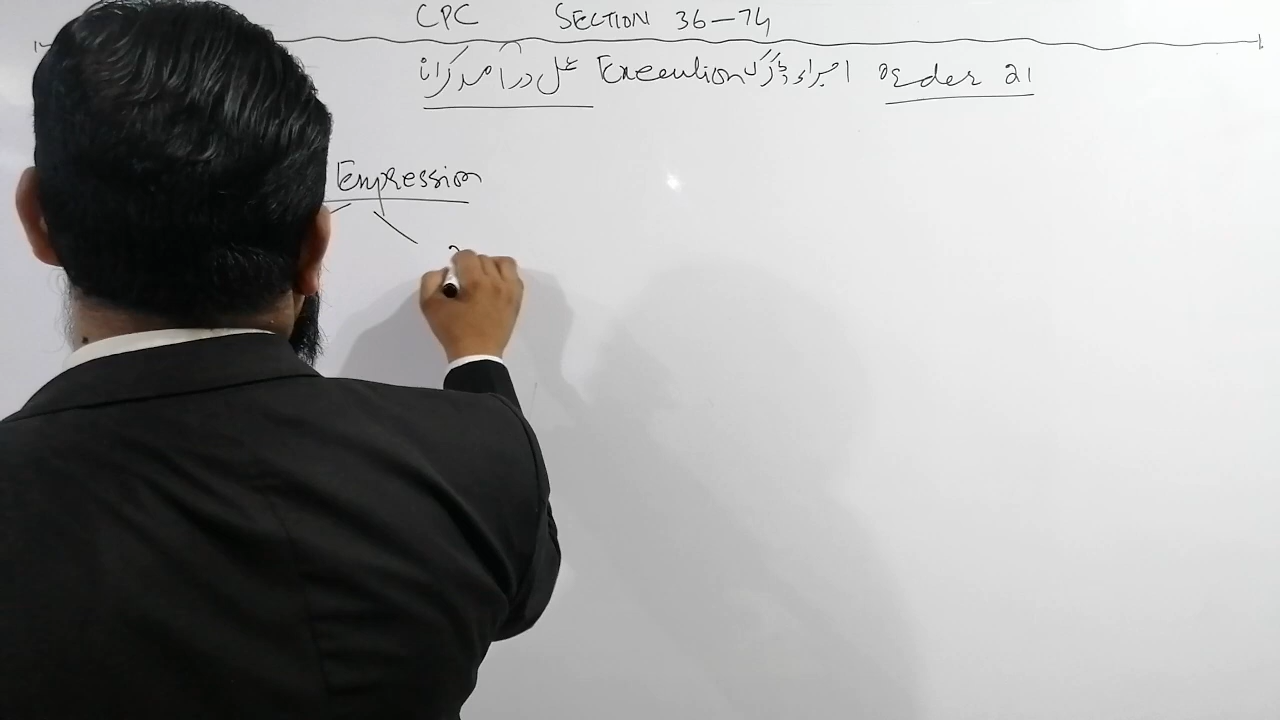 CPC SECTION 36-74
عمل درآمد کرانا Execution اجراء ڈگری Order 21
Expression